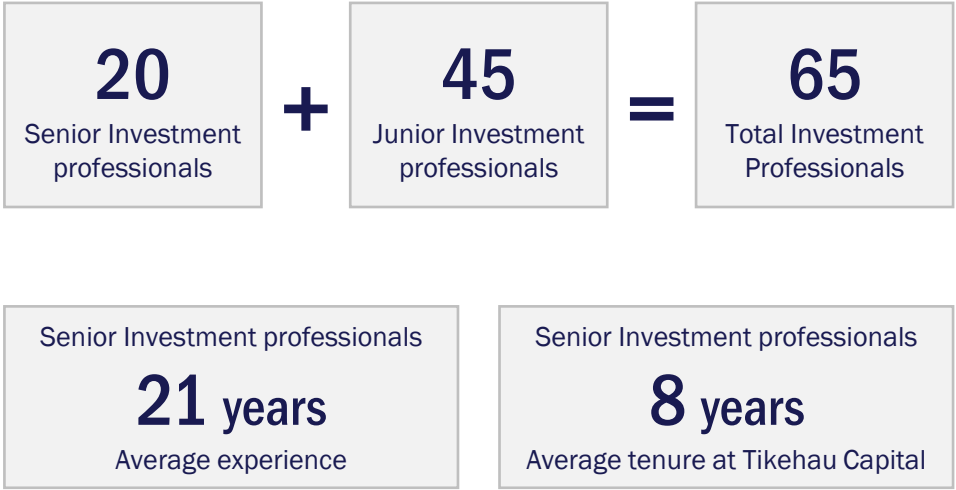 20
Senior Investment
professionals
+
45
Junior Investment
professionals
=
65
Total Investment
Professionals
Senior Investment professionals
21 years
Average experience
Senior Investment professionals
8 years
Average tenure at Tikehau Capital